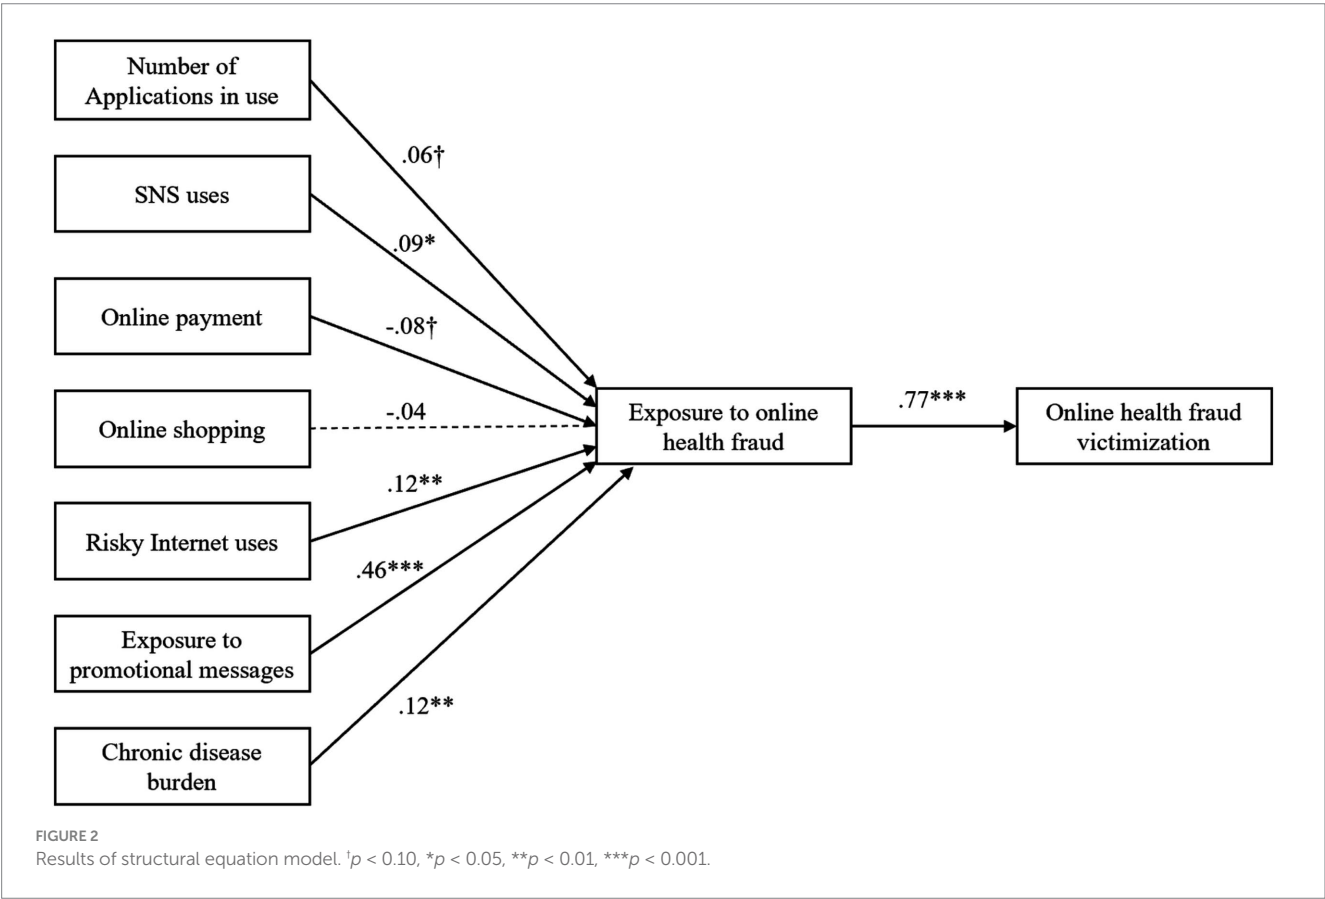 Number of
Applications in use
.06†
SNS uses
.09*
Online payment
-.08†
Online shopping
-.04
Exposure to online
health fraud
.77***
Online health fraud
victimization
Risky Internet uses
.12**
.46***
Exposure to
promotional messages
.12**
Chronic disease
burden
FIGURE 2
Results of structural equation model. †p < 0.10, *p < 0.05, **p < 0.01, ***p < 0.001.